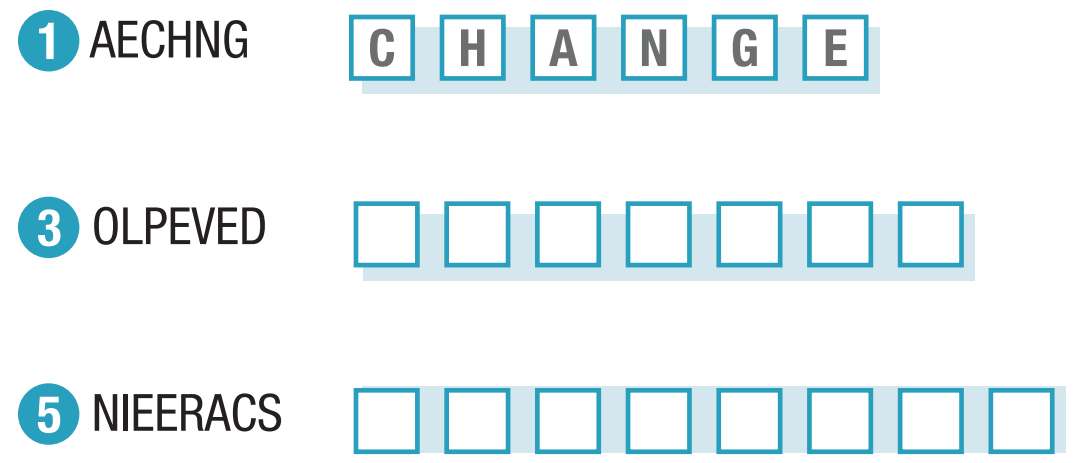 1 AECHNG C H A N G E
3 OLPEVED
5 NIEERACS